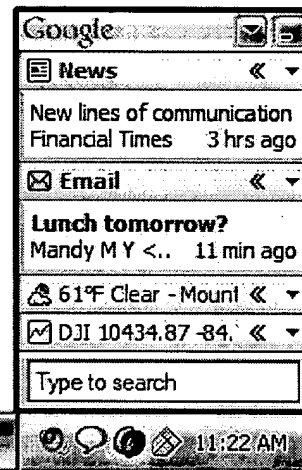 Google
News «
New lines of communication
Financial Times 3 hrs ago
Email «
Lunch tomorrow?
Mandy M Y <.. 11 min ago
61°F Clear - Mount «
DJI 10434.87 -84. «
Type to search
11:22 AM